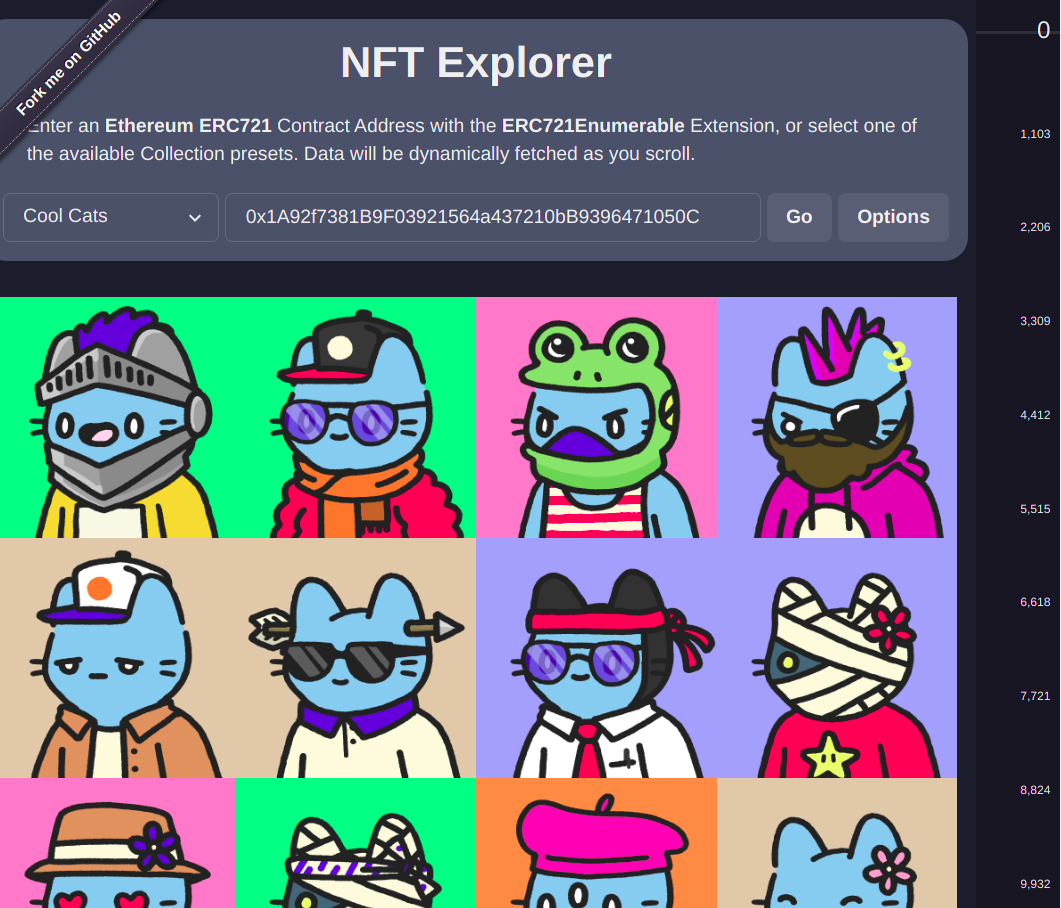 Fork me on GitHub
NFT Explorer
Enter an Ethereum ERC721 Contract Address with the ERC721Enumerable Extension, or select one of
the available Collection presets. Data will be dynamically fetched as you scroll.
Cool Cats
0x1A92f7381B9F03921564a437210bB9396471050C
Go
Options
0
1,103
2,206
3,309
4,412
5,515
6,618
7,721
8,824
9,932